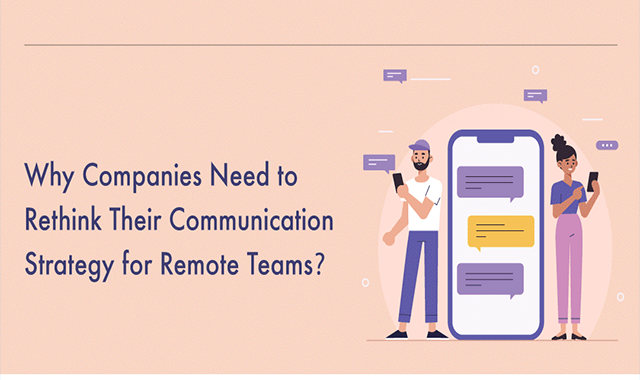 Why Companies Need to
Rethink Their Communication
Strategy for Remote Teams?